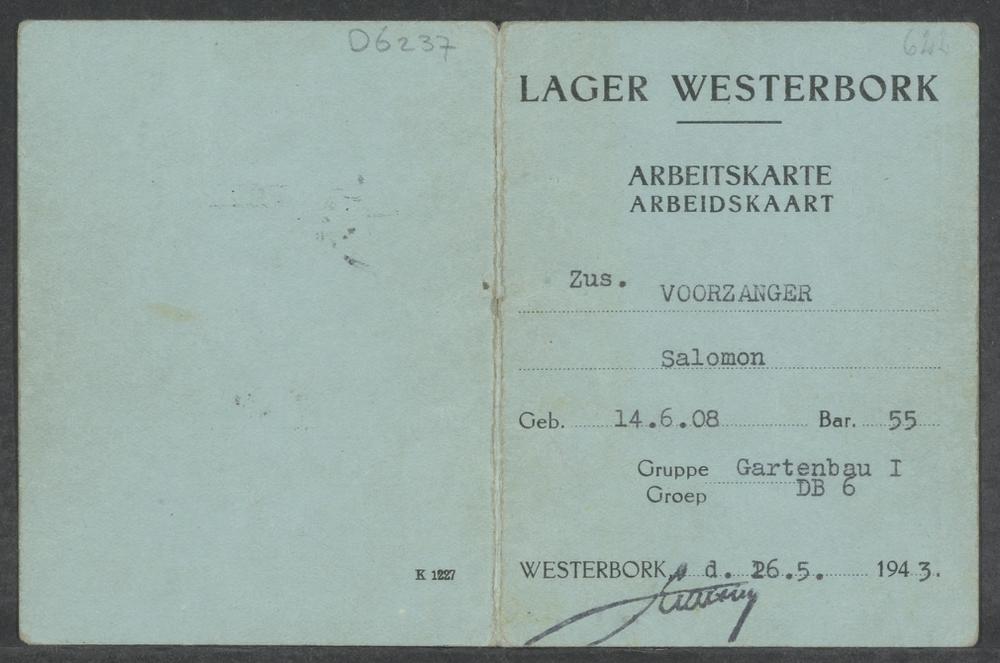 D6237
K 1227
LAGER WESTERBORK
ARBEITSKARTE
ARBEIDSKAART
Zus. VOORZANGER
Salomon
Geb. 14.6.08 Bar. 55
Gruppe Gartenbau I
Groep DB 6
WESTERBORK, d. 26.5. 1943.